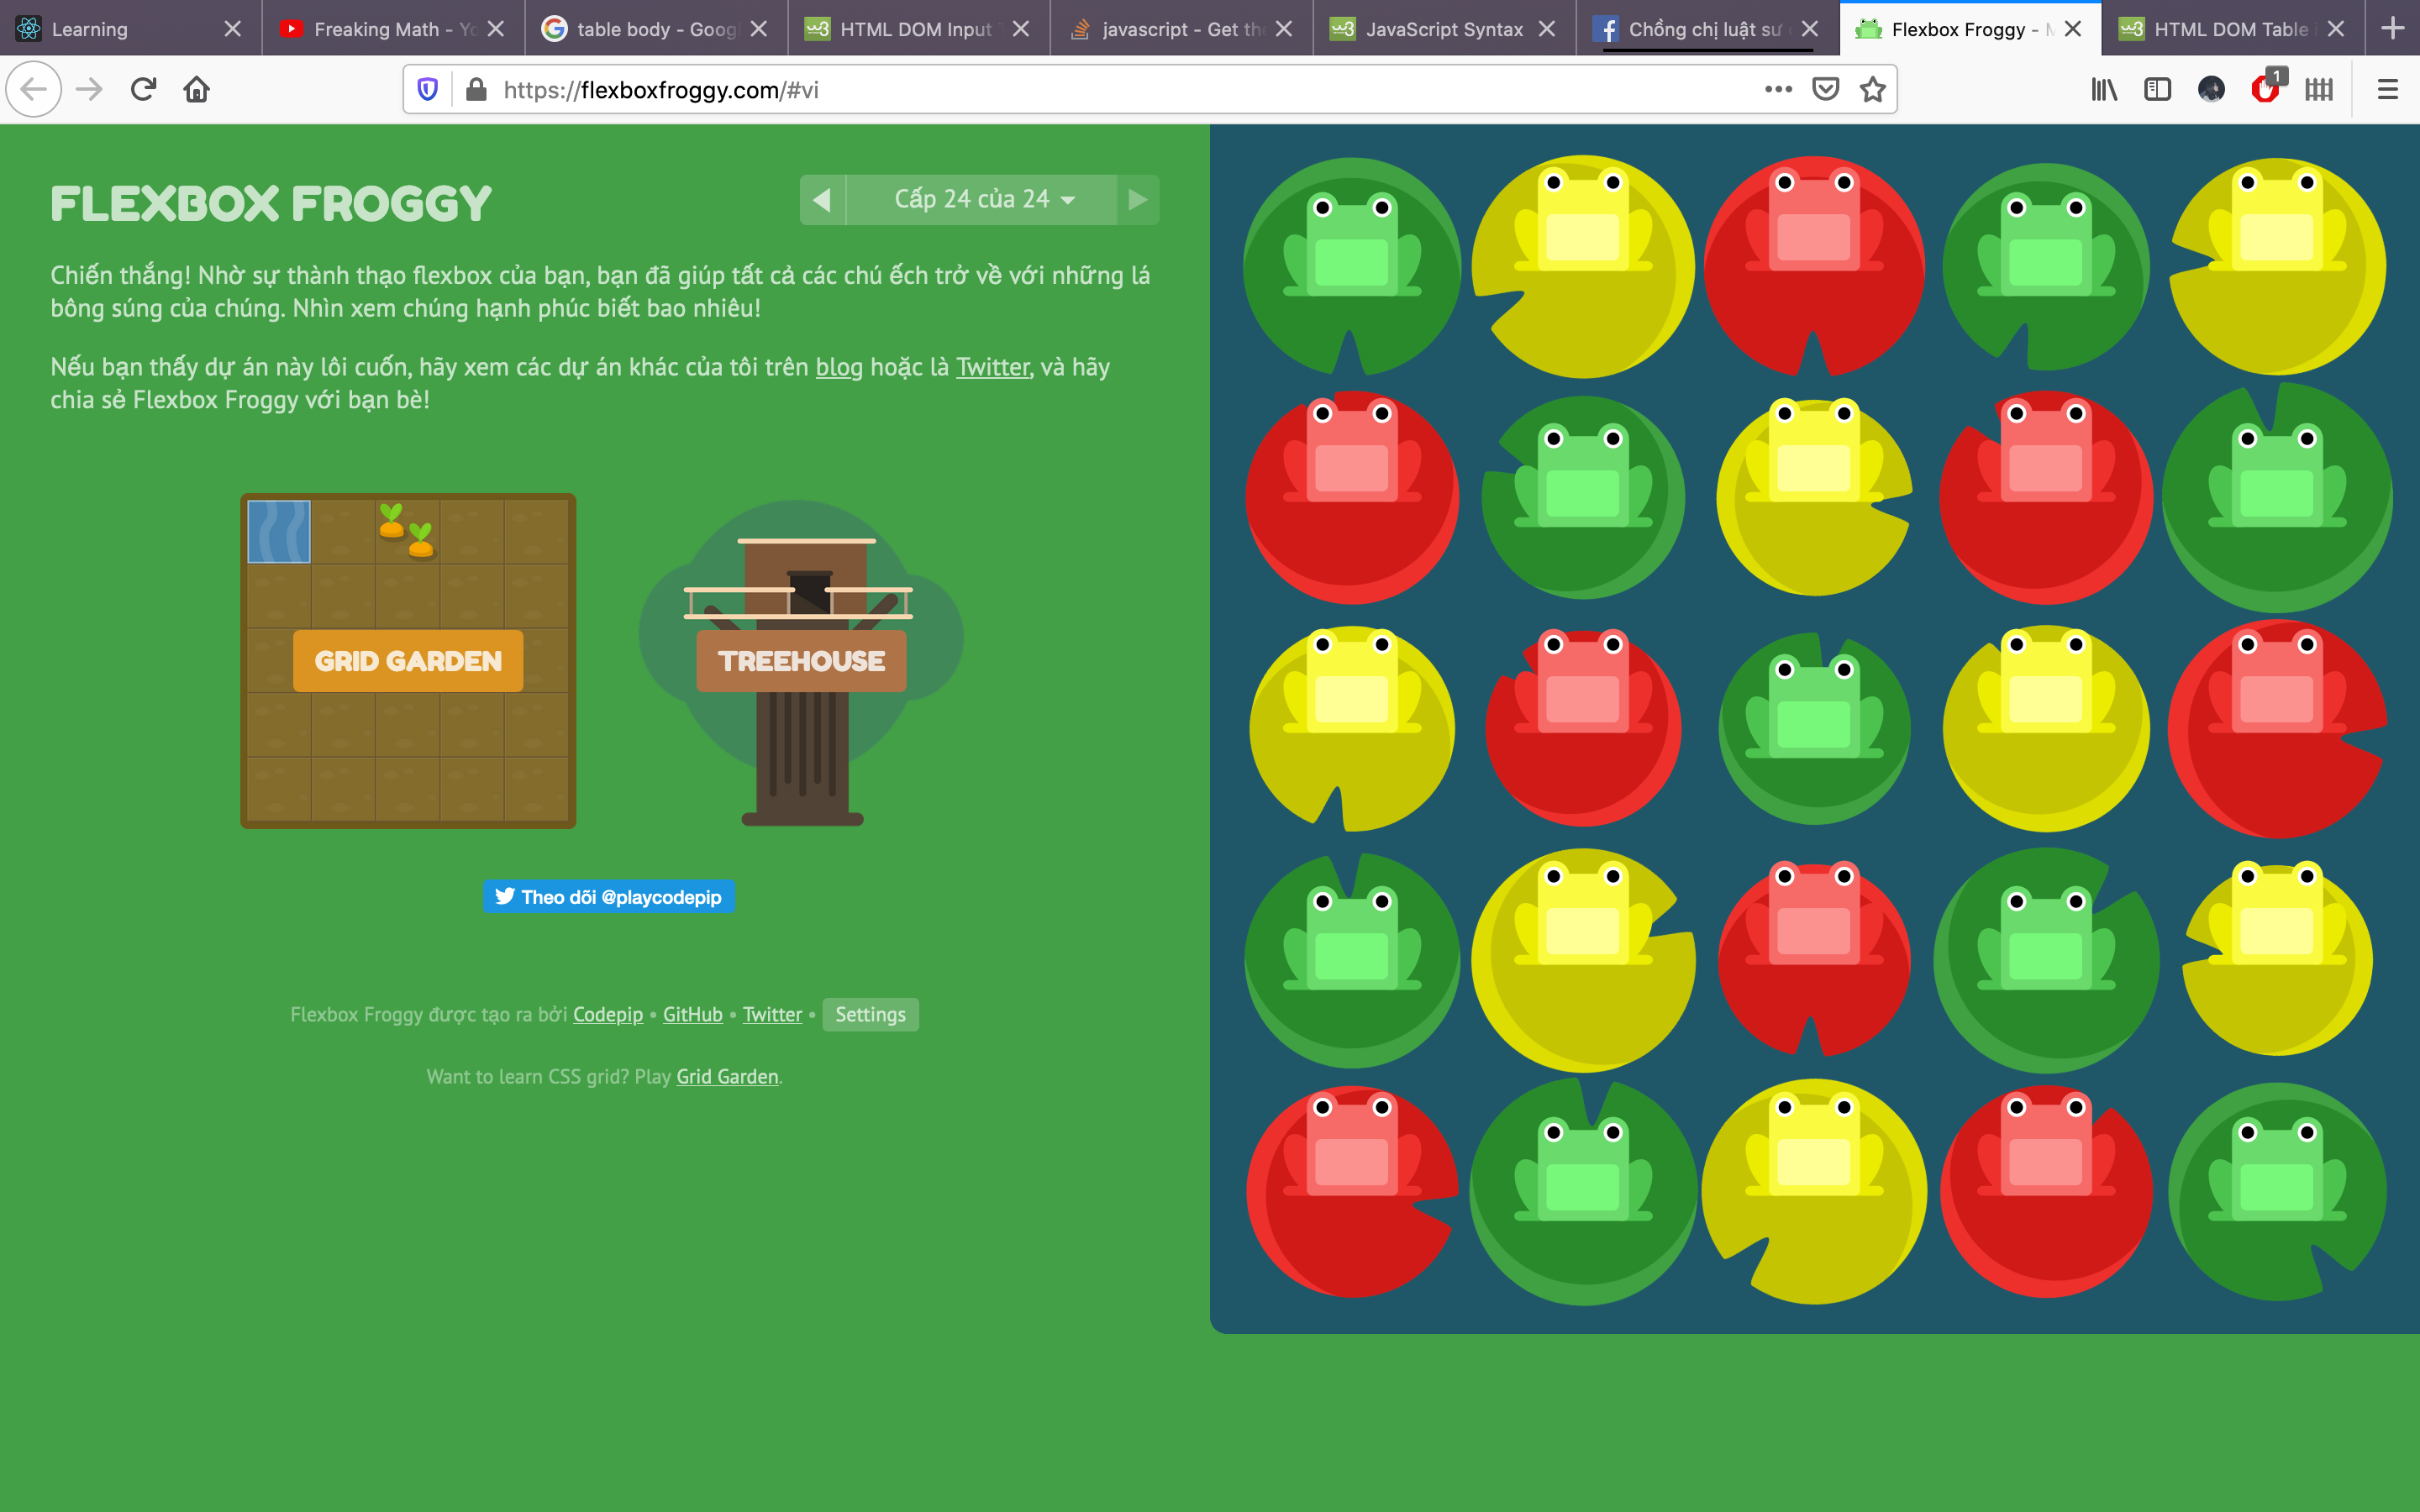 Learning
Freaking Math - Yo
table body - Goog
HTML DOM Input T
javascript - Get the
JavaScript Syntax
Chồng chị luật sư
Flexbox Froggy - M
HTML DOM Table i
https://flexboxfroggy.com/#vi
1
FLEXBOX FROGGY
Cấp 24 của 24
Chiến thắng! Nhờ sự thành thạo flexbox của bạn, bạn đã giúp tất cả các chú ếch trở về với những lá
bông súng của chúng. Nhìn xem chúng hạnh phúc biết bao nhiêu!
Nếu bạn thấy dự án này lôi cuốn, hãy xem các dự án khác của tôi trên blog hoặc là Twitter, và hãy
chia sẻ Flexbox Froggy với bạn bè!
GRID GARDEN
TREEHOUSE
Theo dõi @playcodepip
Flexbox Froggy được tạo ra bởi Codepip • GitHub • Twitter • Settings
Want to learn CSS grid? Play Grid Garden.